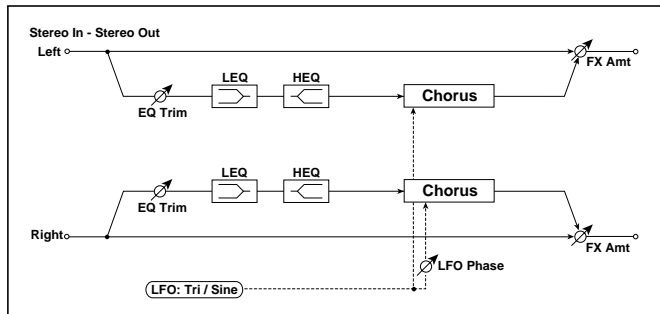 Stereo In - Stereo Out
Left
FX Amt
LEQ
HEQ
EQ Trim
Chorus
LEQ
HEQ
EQ Trim
Chorus
Right
FX Amt
LFO Phase
LFO: Tri / Sine